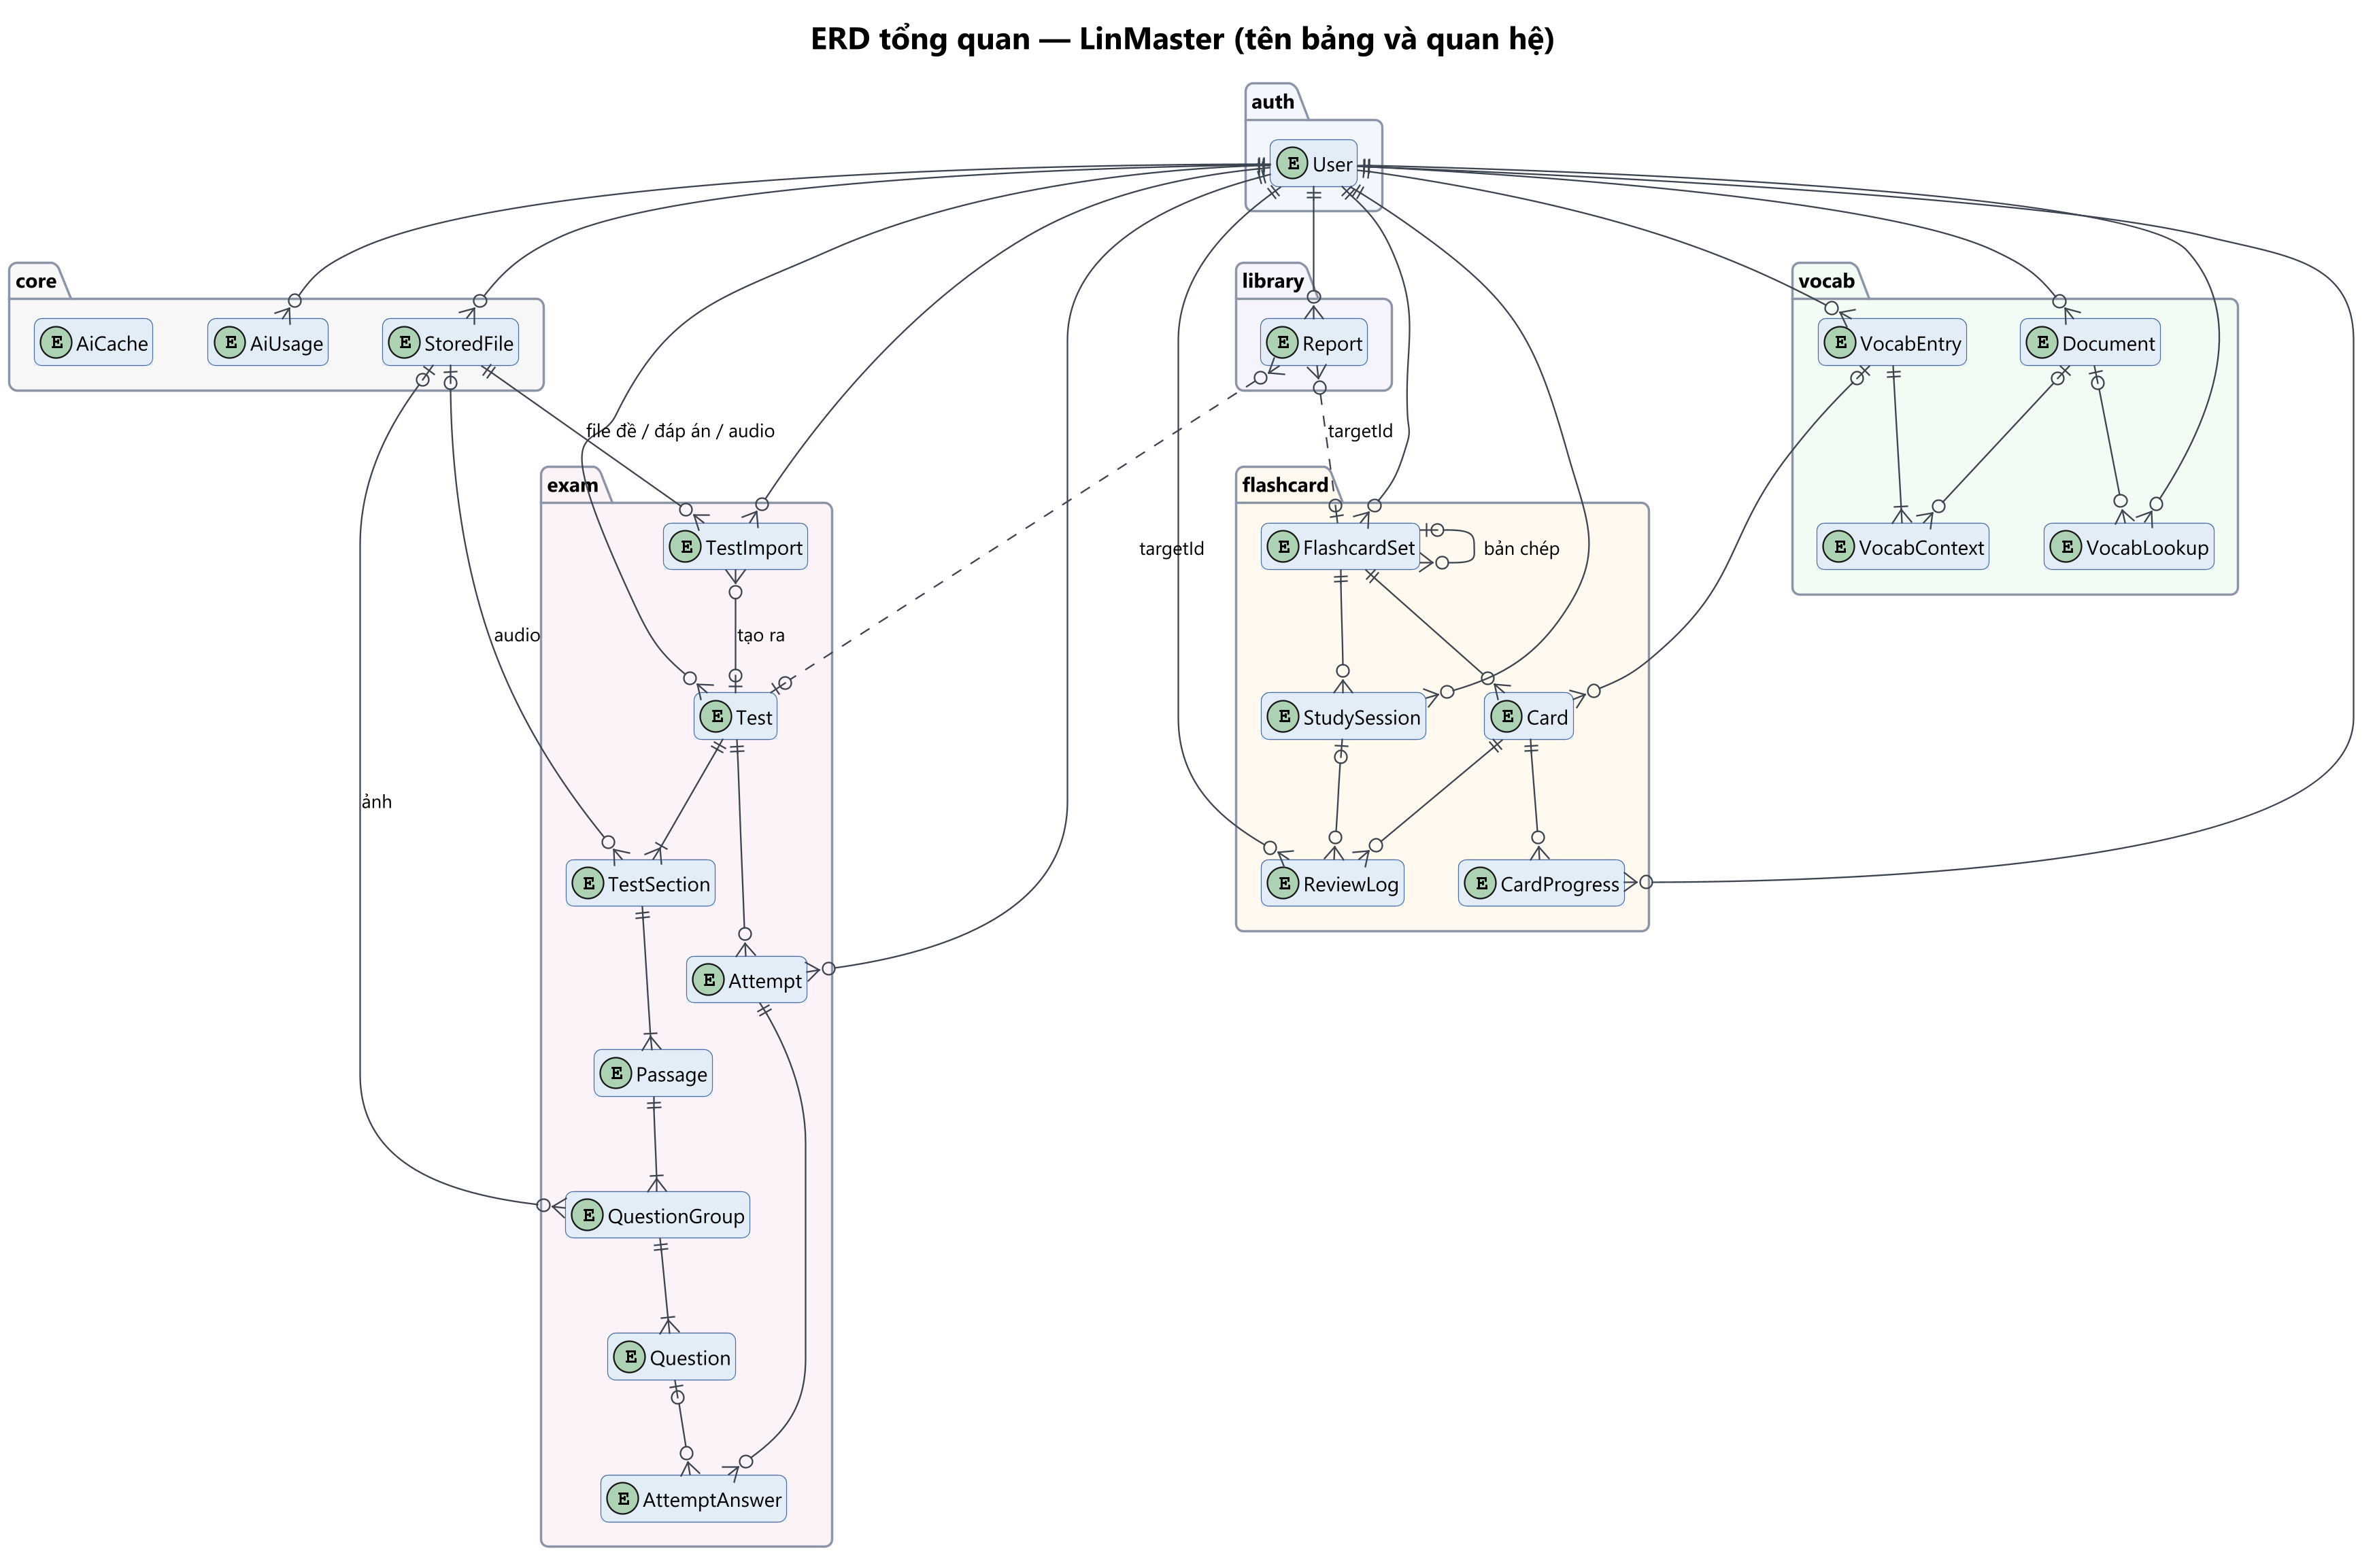 ERD tổng quan — LinMaster (tên bảng và quan hệ)
auth
E User
core
E AiCache
E AiUsage
E StoredFile
library
E Report
vocab
E VocabEntry
E Document
file đề / đáp án / audio
targetId
exam
flashcard
E TestImport
targetId
E FlashcardSet
bản chép
E VocabContext
E VocabLookup
audio
tạo ra
E Test
E StudySession
E Card
ảnh
E TestSection
E ReviewLog
E CardProgress
E Attempt
E Passage
E QuestionGroup
E Question
E AttemptAnswer